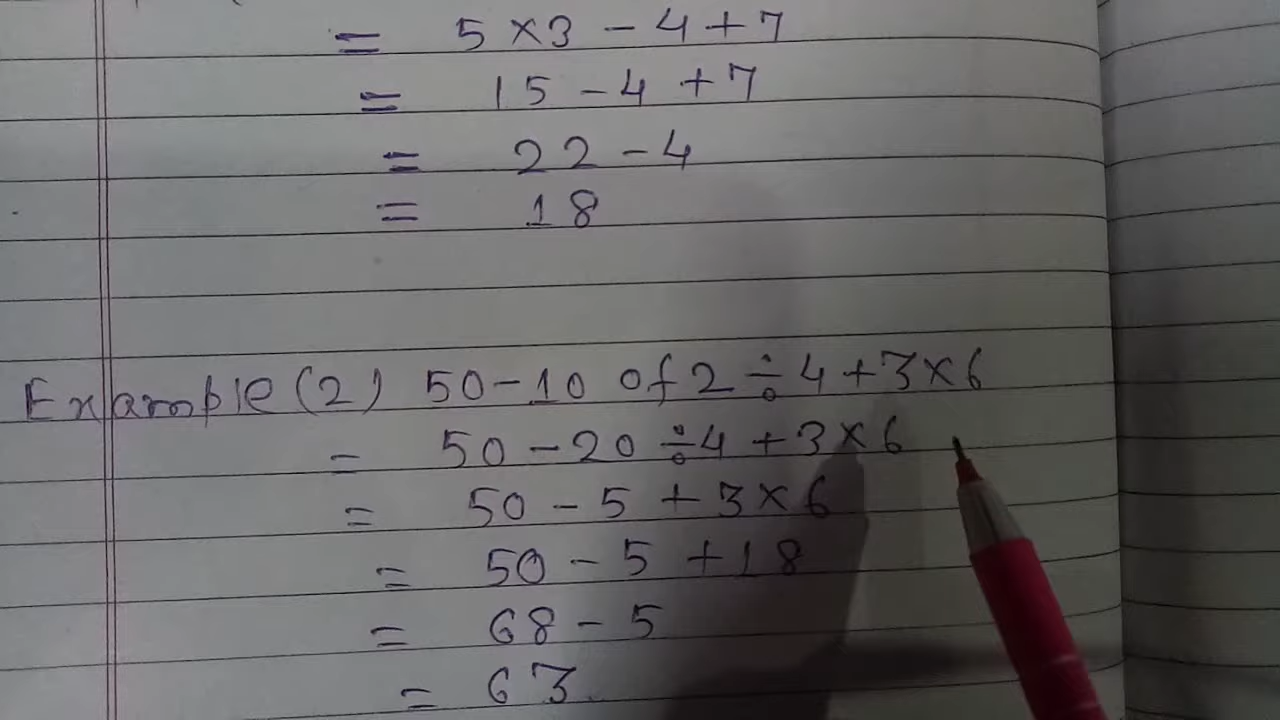 = 5 × 3 - 4 + 7
= 15 - 4 + 7
= 22 - 4
= 18
Example (2) 50 - 10 of 2 ÷ 4 + 3 × 6
= 50 - 20 ÷ 4 + 3 × 6
= 50 - 5 + 3 × 6
= 50 - 5 + 18
= 68 - 5
= 63